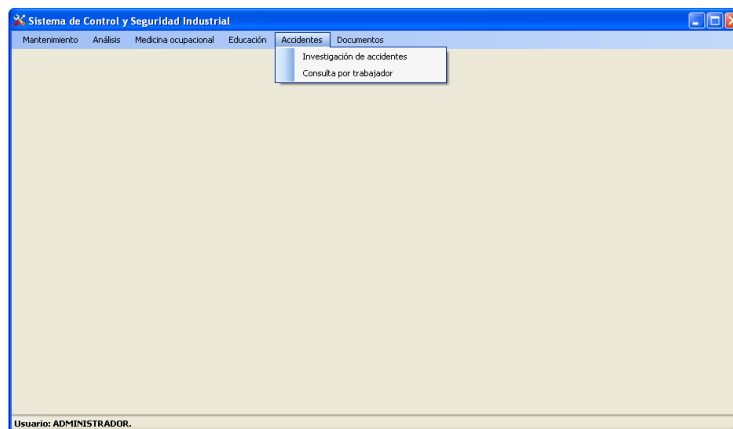 Sistema de Control y Seguridad Industrial
Mantenimiento Análisis Medicina ocupacional Educación Accidentes Documentos
Investigación de accidentes
Consulta por trabajador
Usuario: ADMINISTRADOR.